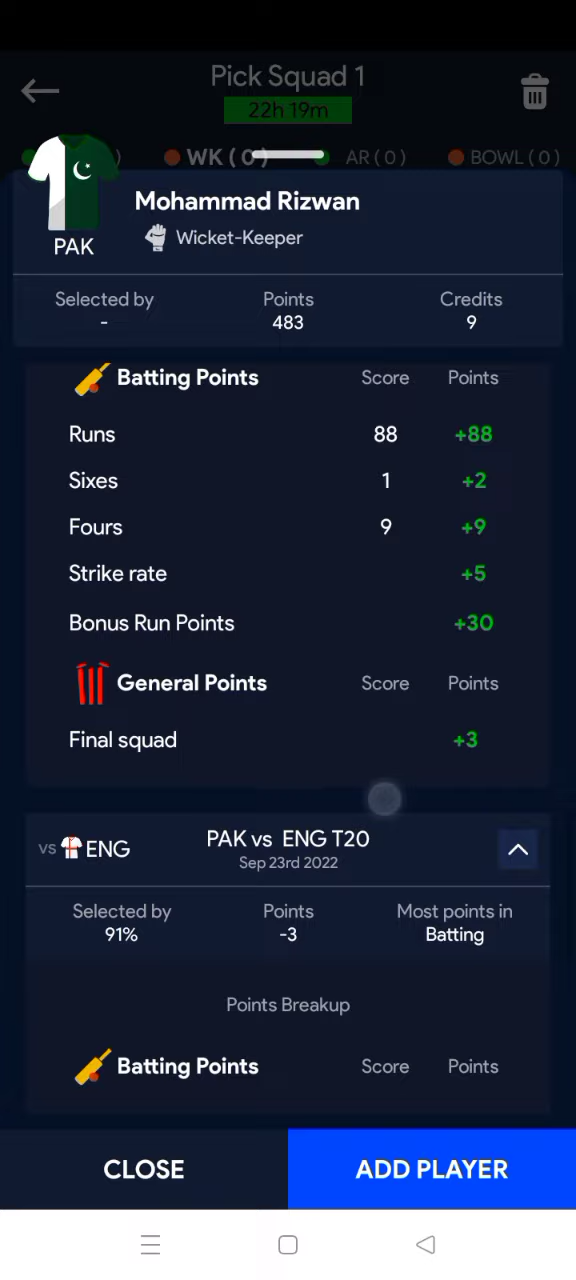 Pick Squad 1
22h 19m
WK ( 0 AR ( 0 ) BOWL ( 0 )
Mohammad Rizwan
PAK Wicket-Keeper
Selected by Points Credits
- 483 9
Batting Points Score Points
Runs 88 +88
Sixes 1 +2
Fours 9 +9
Strike rate +5
Bonus Run Points +30
General Points Score Points
Final squad +3
vs ENG PAK vs ENG T20
Sep 23rd 2022
Selected by Points Most points in
91% -3 Batting
Points Breakup
Batting Points Score Points
CLOSE ADD PLAYER